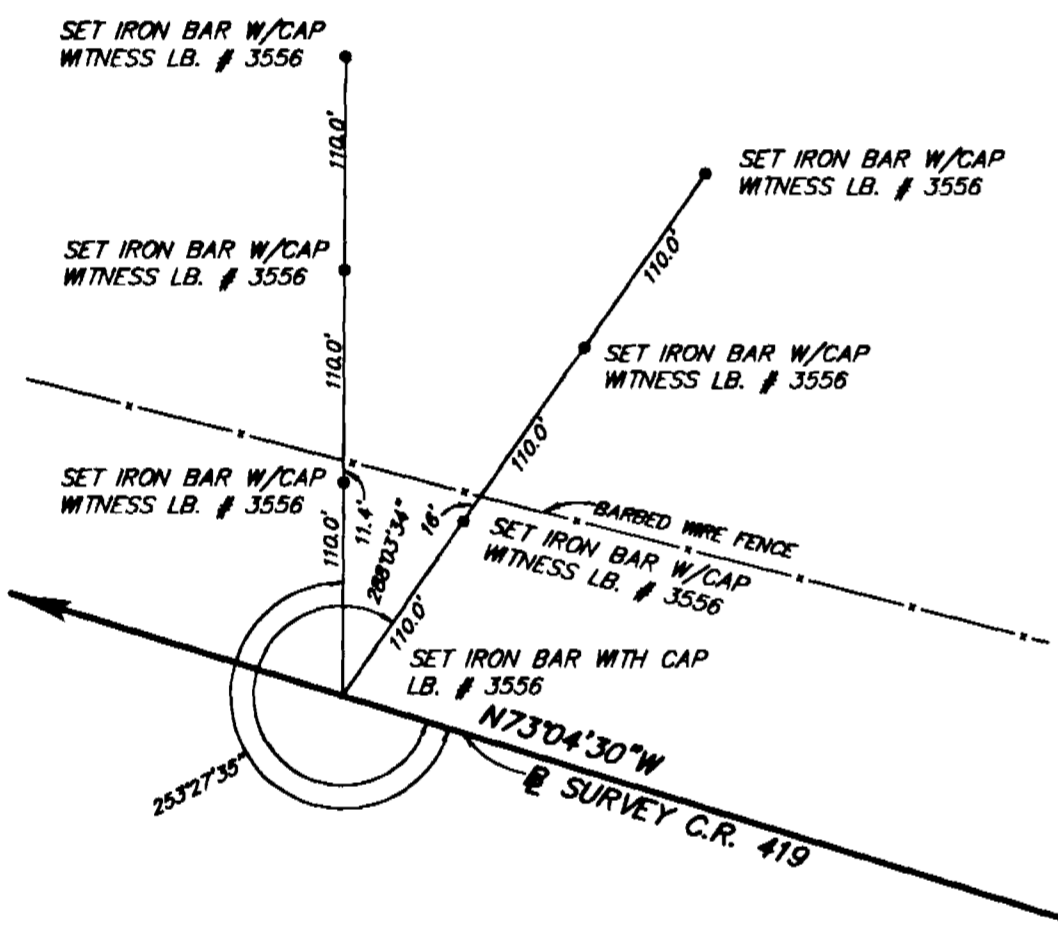 SET IRON BAR W/CAP
WITNESS LB. # 3556
110.0'
SET IRON BAR W/CAP
WITNESS LB. # 3556
110.0'
SET IRON BAR W/CAP
WITNESS LB. # 3556
110.0'
SET IRON BAR W/CAP
WITNESS LB. # 3556
110.0'
SET IRON BAR W/CAP
WITNESS LB. # 3556
110.0'
11.4'
288°03'34"
16'
BARBED WIRE FENCE
SET IRON BAR W/CAP
WITNESS LB. # 3556
110.0'
SET IRON BAR WITH CAP
LB. # 3556
N73°04'30"W
SURVEY C.R. 419
253°27'35"